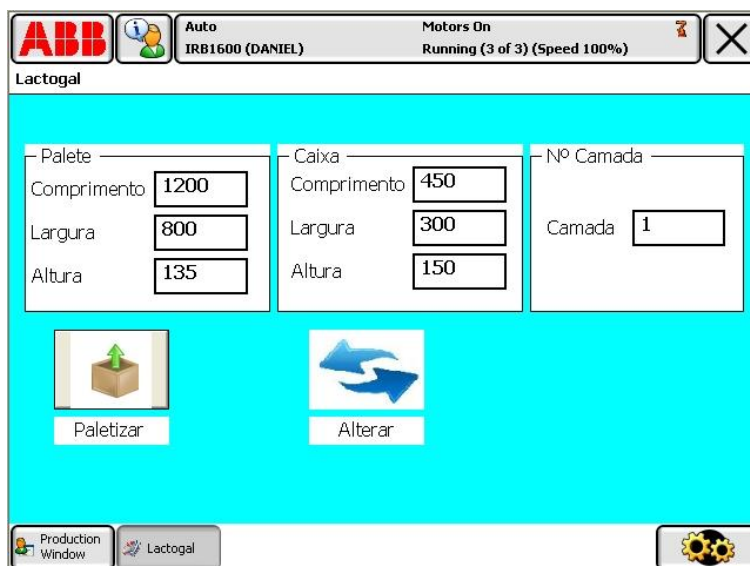 ABB
Auto
IRB1600 (DANIEL)
Motors On
Running (3 of 3) (Speed 100%)
Lactogal
Palete
Comprimento 1200
Largura 800
Altura 135
Caixa
Comprimento 450
Largura 300
Altura 150
Nº Camada
Camada 1
Paletizar
Alterar
Production
Window
Lactogal